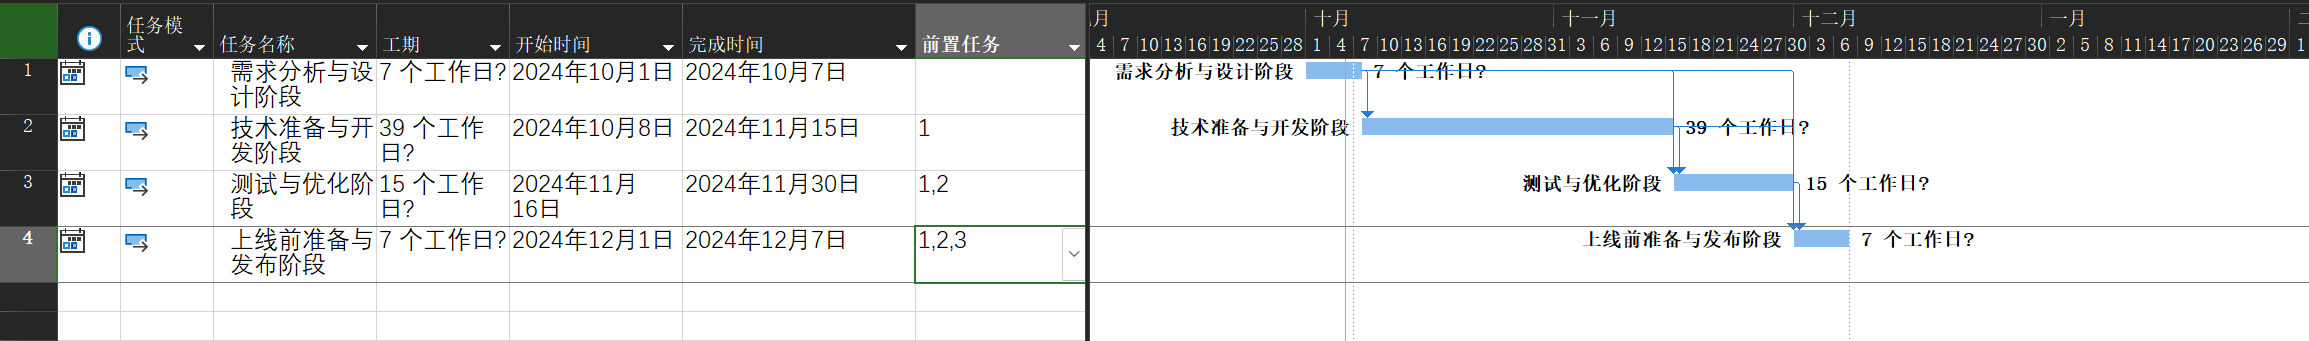 任务模式
任务名称
工期
开始时间
完成时间
前置任务
1
需求分析与设
计阶段
7 个工作日?
2024年10月1日
2024年10月7日
2
技术准备与开
发阶段
39 个工作
日?
2024年10月8日
2024年11月15日
1
3
测试与优化阶
段
15 个工作
日?
2024年11月
16日
2024年11月30日
1,2
4
上线前准备与
发布阶段
7 个工作日?
2024年12月1日
2024年12月7日
1,2,3
月 十月 十一月 十二月 一月
4 7 10 13 16 19 22 25 28 1 4 7 10 13 16 19 22 25 28 31 3 6 9 12 15 18 21 24 27 30 3 6 9 12 15 18 21 24 27 30 2 5 8 11 14 17 20 23 26 29 1
需求分析与设计阶段 7 个工作日?
技术准备与开发阶段 39 个工作日?
测试与优化阶段 15 个工作日?
上线前准备与发布阶段 7 个工作日?